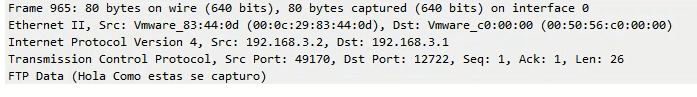 Frame 965: 80 bytes on wire (640 bits), 80 bytes captured (640 bits) on interface 0
Ethernet II, Src: Vmware_83:44:0d (00:0c:29:83:44:0d), Dst: Vmware_c0:00:00 (00:50:56:c0:00:00)
Internet Protocol Version 4, Src: 192.168.3.2, Dst: 192.168.3.1
Transmission Control Protocol, Src Port: 49170, Dst Port: 12722, Seq: 1, Ack: 1, Len: 26
FTP Data (Hola Como estas se capturo)